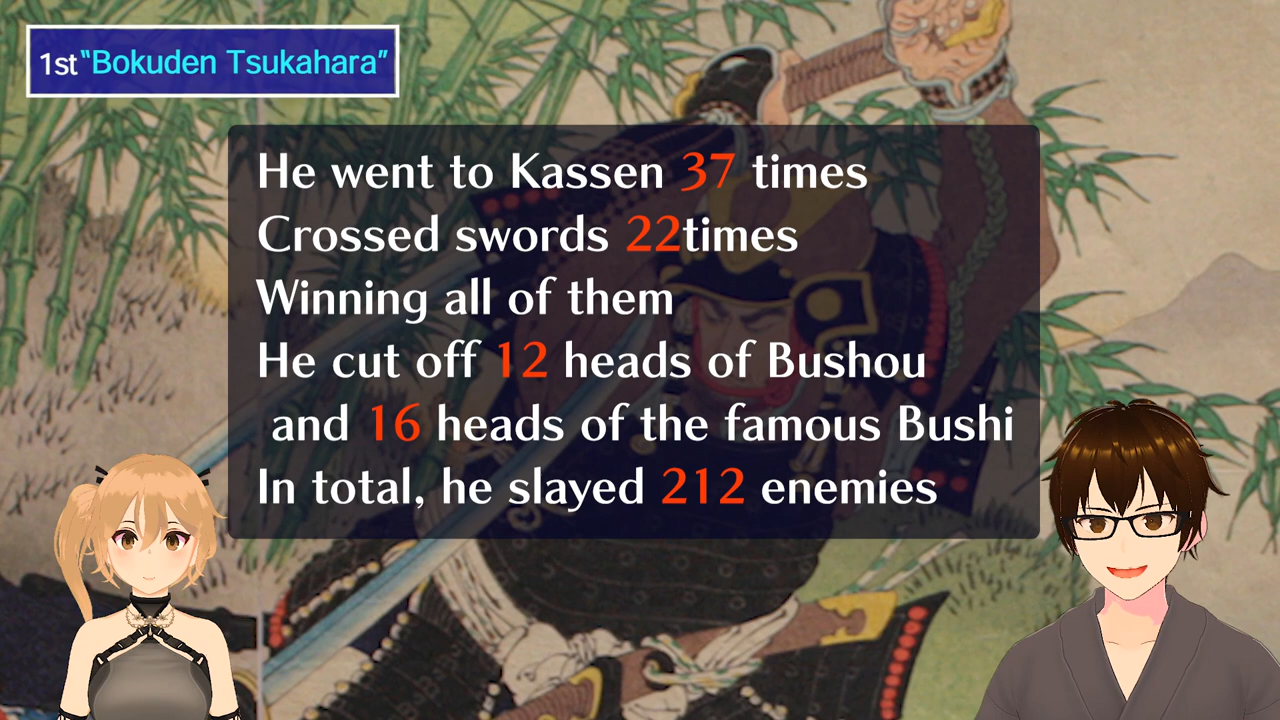 1st“Bokuden Tsukahara”
He went to Kassen 37 times
Crossed swords 22times
Winning all of them
He cut off 12 heads of Bushou
and 16 heads of the famous Bushi
In total, he slayed 212 enemies